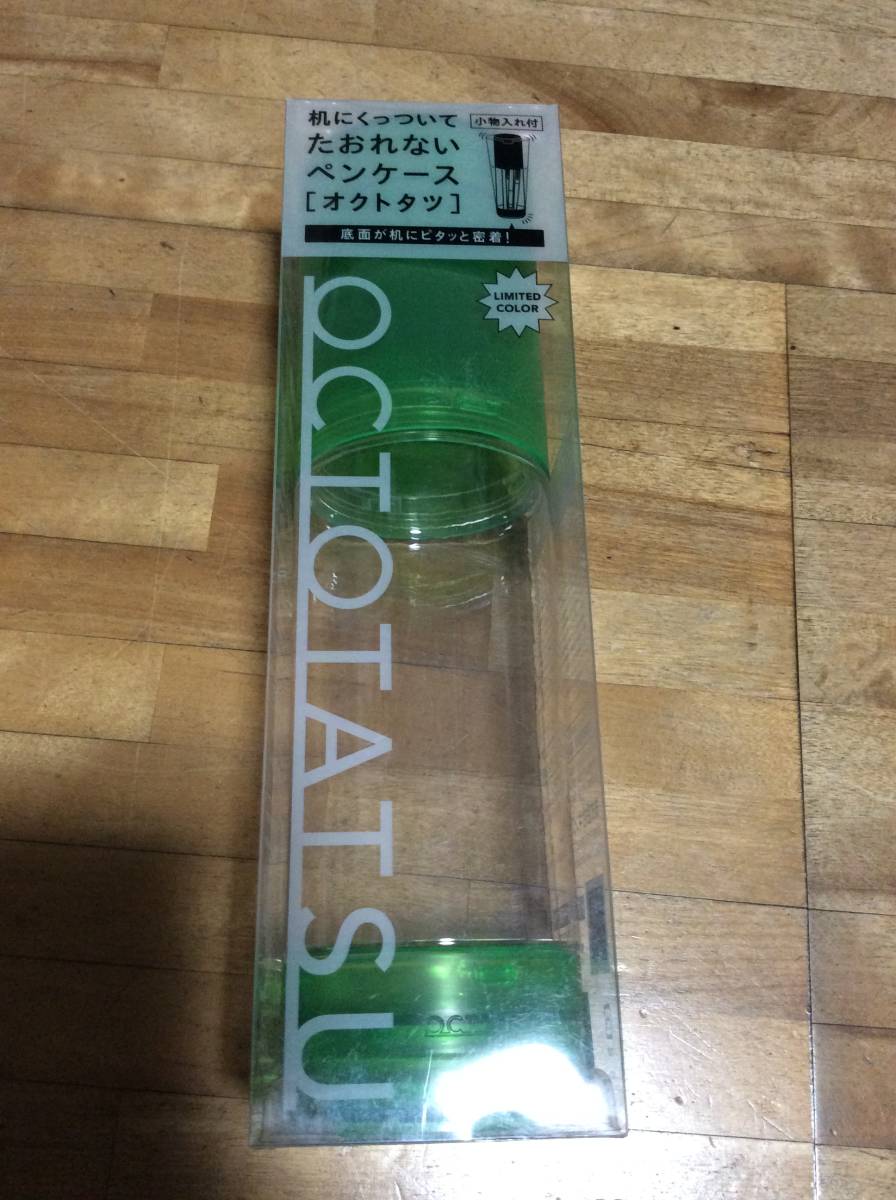 机にくっついて
たおれない
ペンケース
[オクトタツ]
小物入れ付
底面が机にピタッと密着!
LIMITED
COLOR
OCTOTATSU